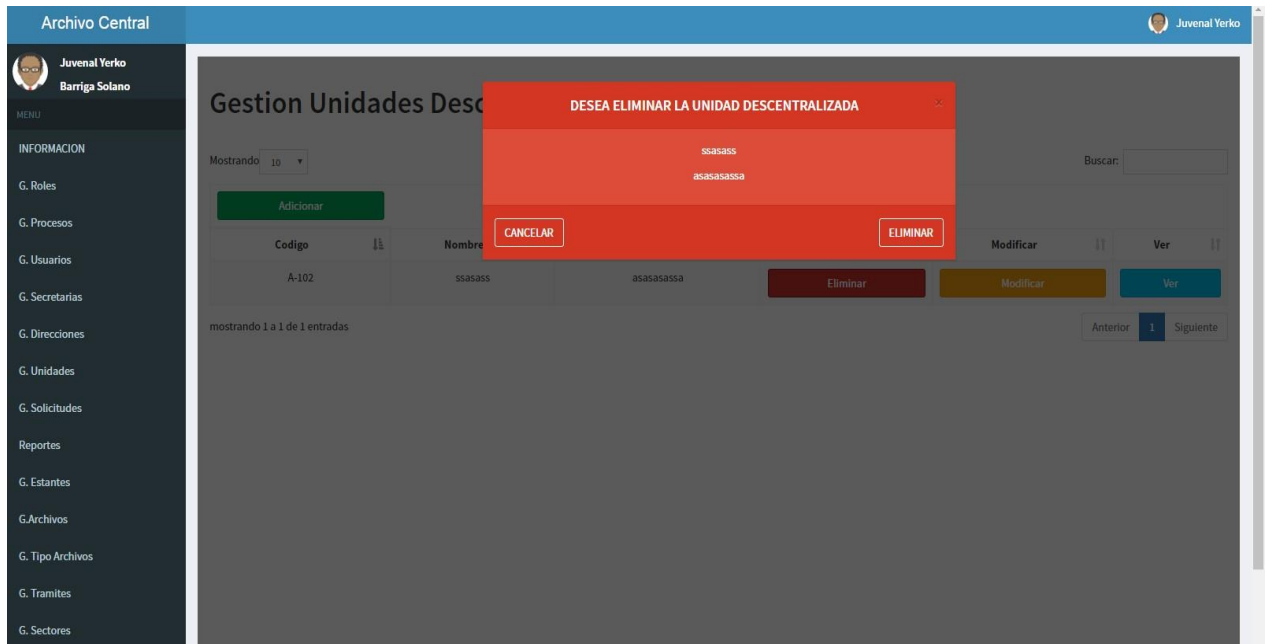 Archivo Central
Juvenal Yerko
Juvenal Yerko
Barriga Solano
MENU
INFORMACION
G. Roles
G. Procesos
G. Usuarios
G. Secretarias
G. Direcciones
G. Unidades
G. Solicitudes
Reportes
G. Estantes
G.Archivos
G. Tipo Archivos
G. Tramites
G. Sectores
Gestion Unidades
DESEA ELIMINAR LA UNIDAD DESCENTRALIZADA ×
ssasass
asasasassa
CANCELAR ELIMINAR
Mostrando 10 Buscar:
Adicionar
Codigo Nombre Modificar Ver
A-102 ssasass asasasassa Eliminar Modificar Ver
mostrando 1 a 1 de 1 entradas Anterior 1 Siguiente